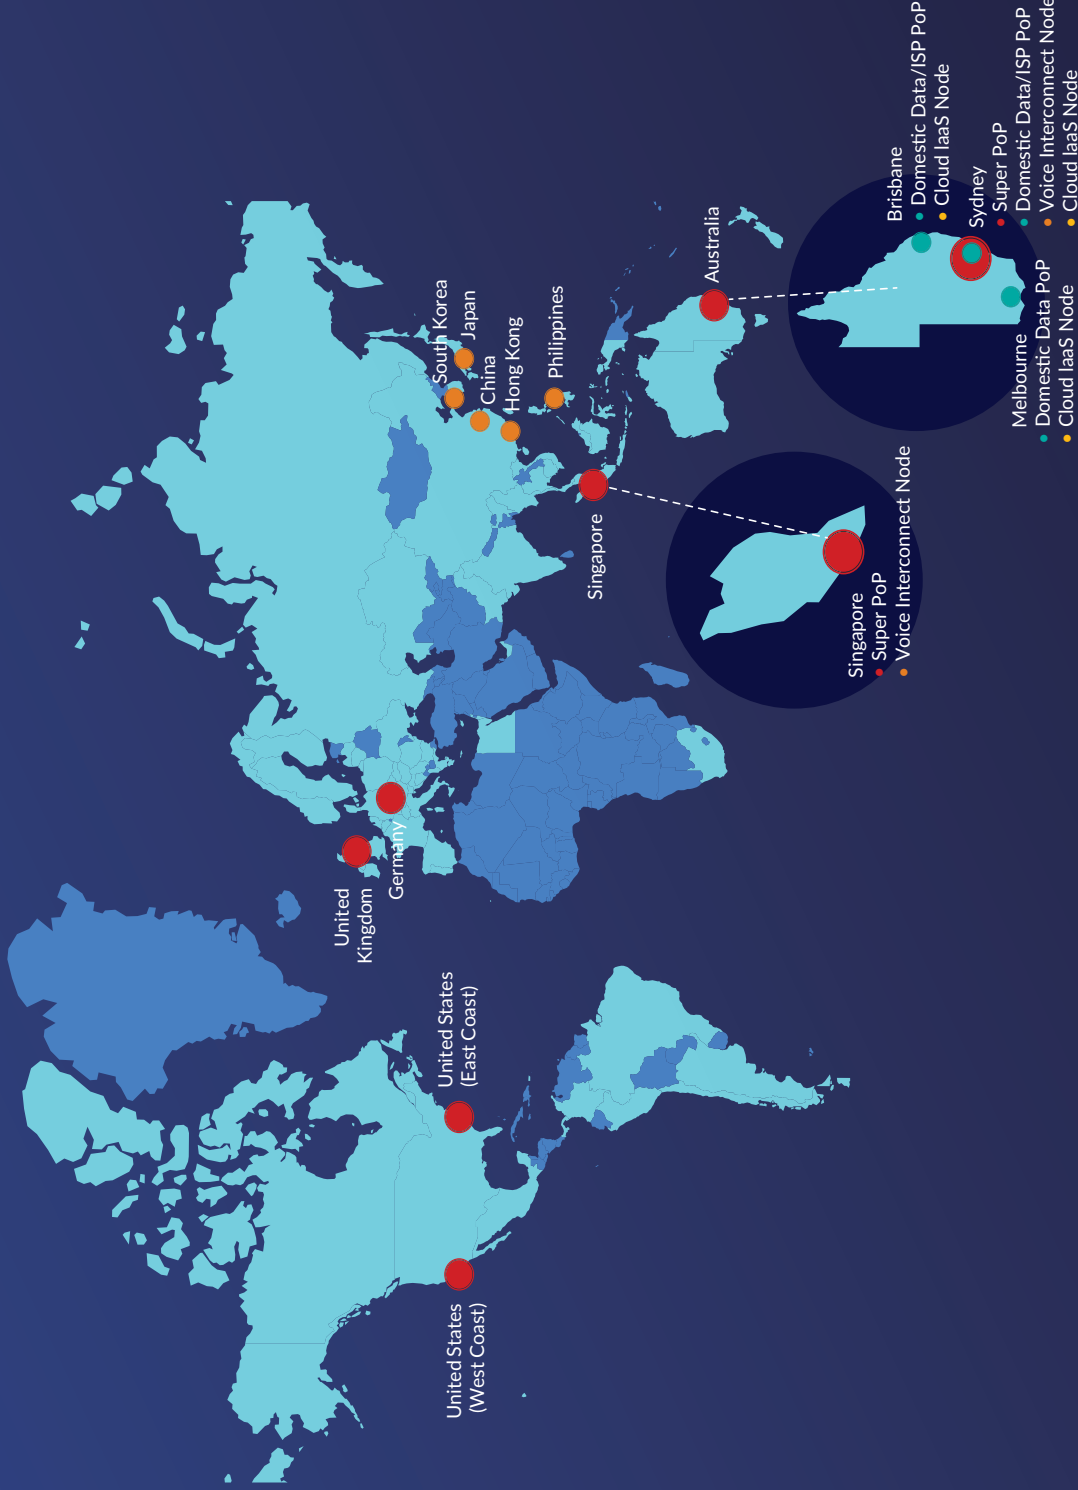 United States
(West Coast)
United States
(East Coast)
United
Kingdom
Germany
Singapore
South Korea
Japan
China
Hong Kong
Philippines
Australia
Singapore
Super PoP
Voice Interconnect Node
Melbourne
Domestic Data PoP
Cloud IaaS Node
Brisbane
Domestic Data/ISP PoP
Cloud IaaS Node
Sydney
Super PoP
Domestic Data/ISP PoP
Voice Interconnect Node
Cloud IaaS Node